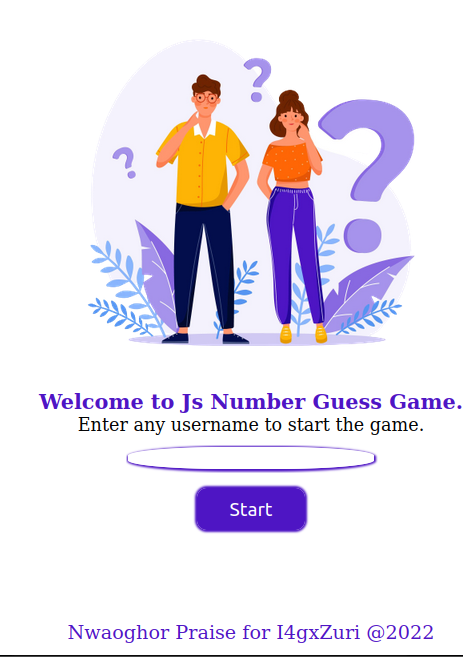 Welcome to Js Number Guess Game.
Enter any username to start the game.
Start
Nwaoghor Praise for I4gxZuri @2022